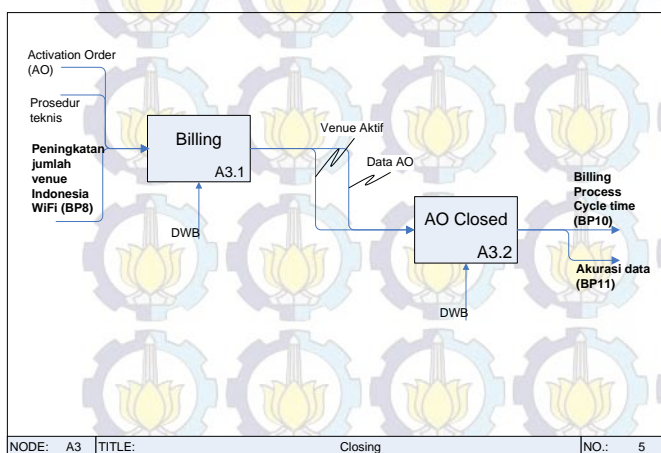 Activation Order
(AO)
Prosedur
teknis
Peningkatan
jumlah
venue
Indonesia
WiFi (BP8)
Billing
A3.1
DWB
Venue Aktif
Data AO
AO Closed
A3.2
DWB
Billing
Process
Cycle time
(BP10)
Akurasi data
(BP11)
NODE: A3 TITLE: Closing NO.: 5